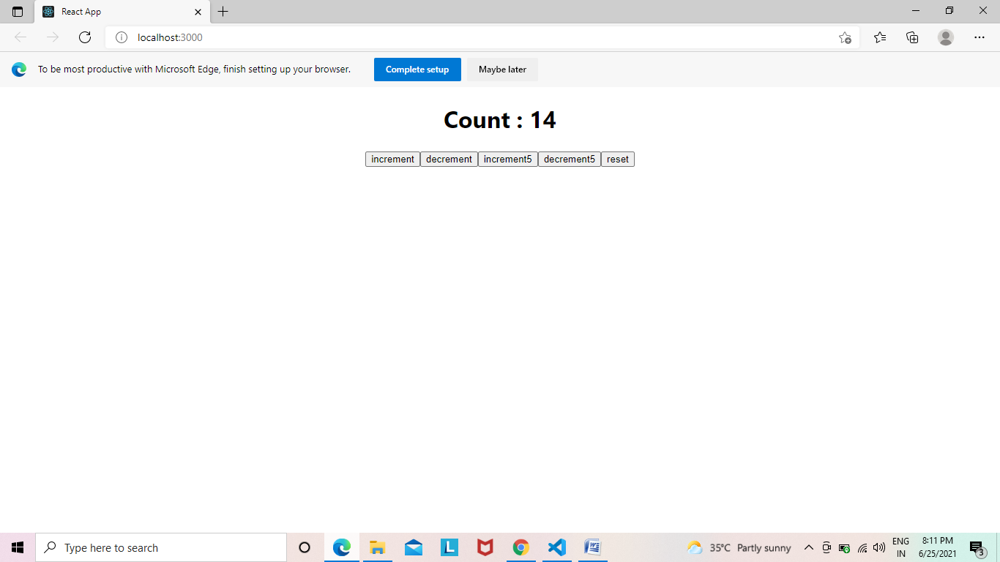 React App
localhost:3000
To be most productive with Microsoft Edge, finish setting up your browser. Complete setup Maybe later
Count : 14
increment decrement increment5 decrement5 reset
Type here to search L W 35°C Partly sunny ENG IN 8:11 PM 6/25/2021 3